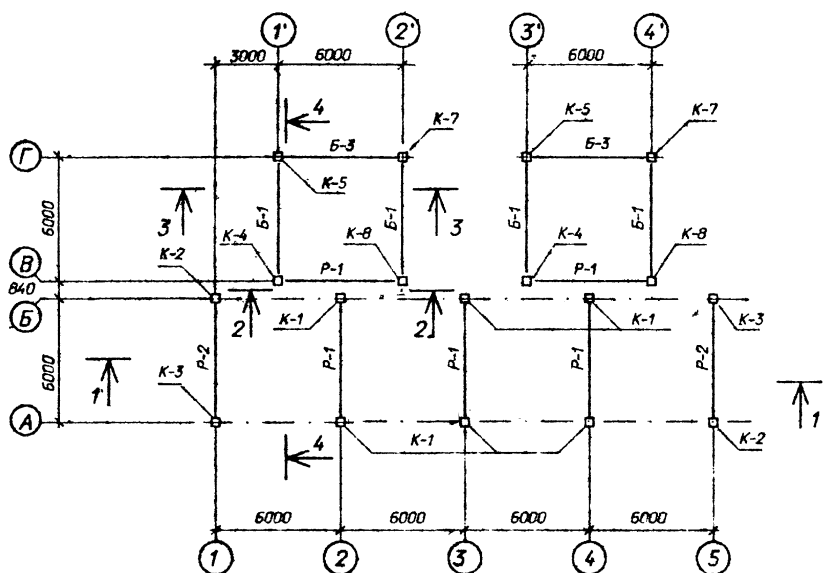 1' 2' 3' 4'
3000 6000 6000
4
К-7 К-5 К-7
Г Б-3 Б-3
К-5
6000
3 Б-1 Б-1 3 Б-1 Б-1
К-4 К-8 К-4 К-8
К-2
В Р-1 Р-1
840
Б
2 К-1 2 К-1 К-3
6000 Р-2 Р-1 Р-1 Р-1 Р-2
1' К-3
А 1
К-1 К-2
4
6000 6000 6000 6000
1 2 3 4 5